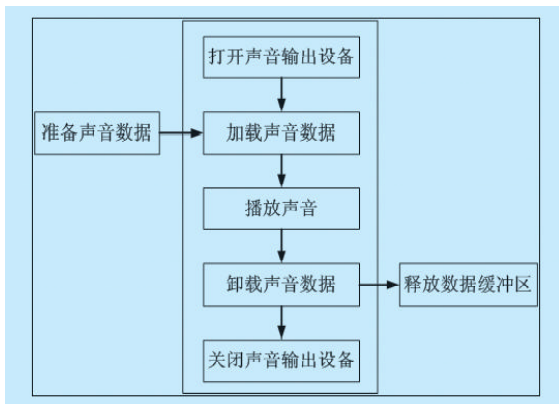 打开声音输出设备
准备声音数据
加载声音数据
播放声音
卸载声音数据
释放数据缓冲区
关闭声音输出设备